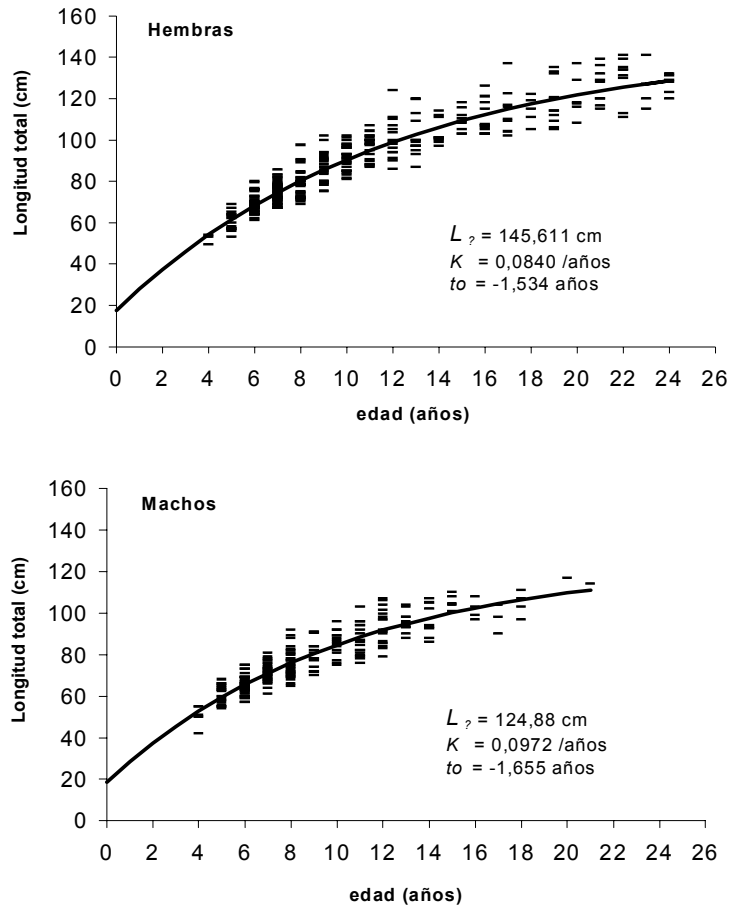 Hembras
Longitud total (cm)
160
140
120
100
80
60
40
20
0
L ? = 145,611 cm
K = 0,0840 /años
to = -1,534 años
0 2 4 6 8 10 12 14 16 18 20 22 24 26
edad (años)
Machos
Longitud total (cm)
160
140
120
100
80
60
40
20
0
L ? = 124,88 cm
K = 0,0972 /años
to = -1,655 años
0 2 4 6 8 10 12 14 16 18 20 22 24 26
edad (años)